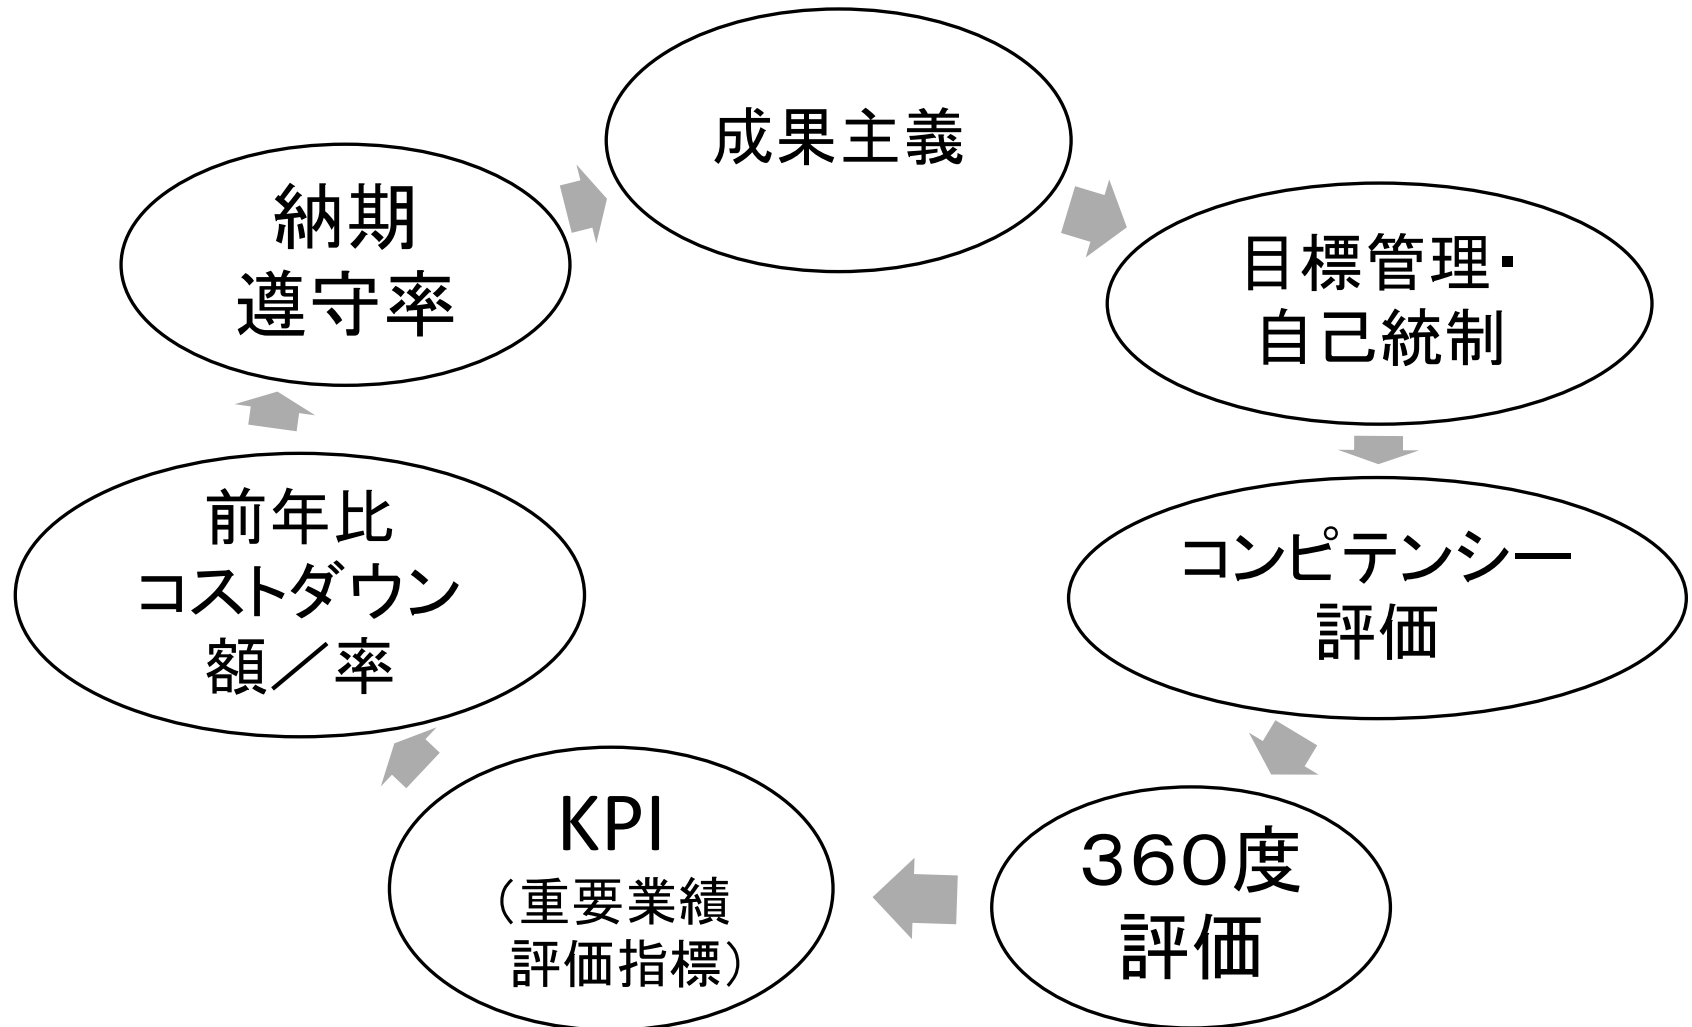 成果主義
目標管理・
自己統制
コンピテンシー
評価
３６０度
評価
KPI
（重要業績
評価指標）
前年比
コストダウン
額／率
納期
遵守率